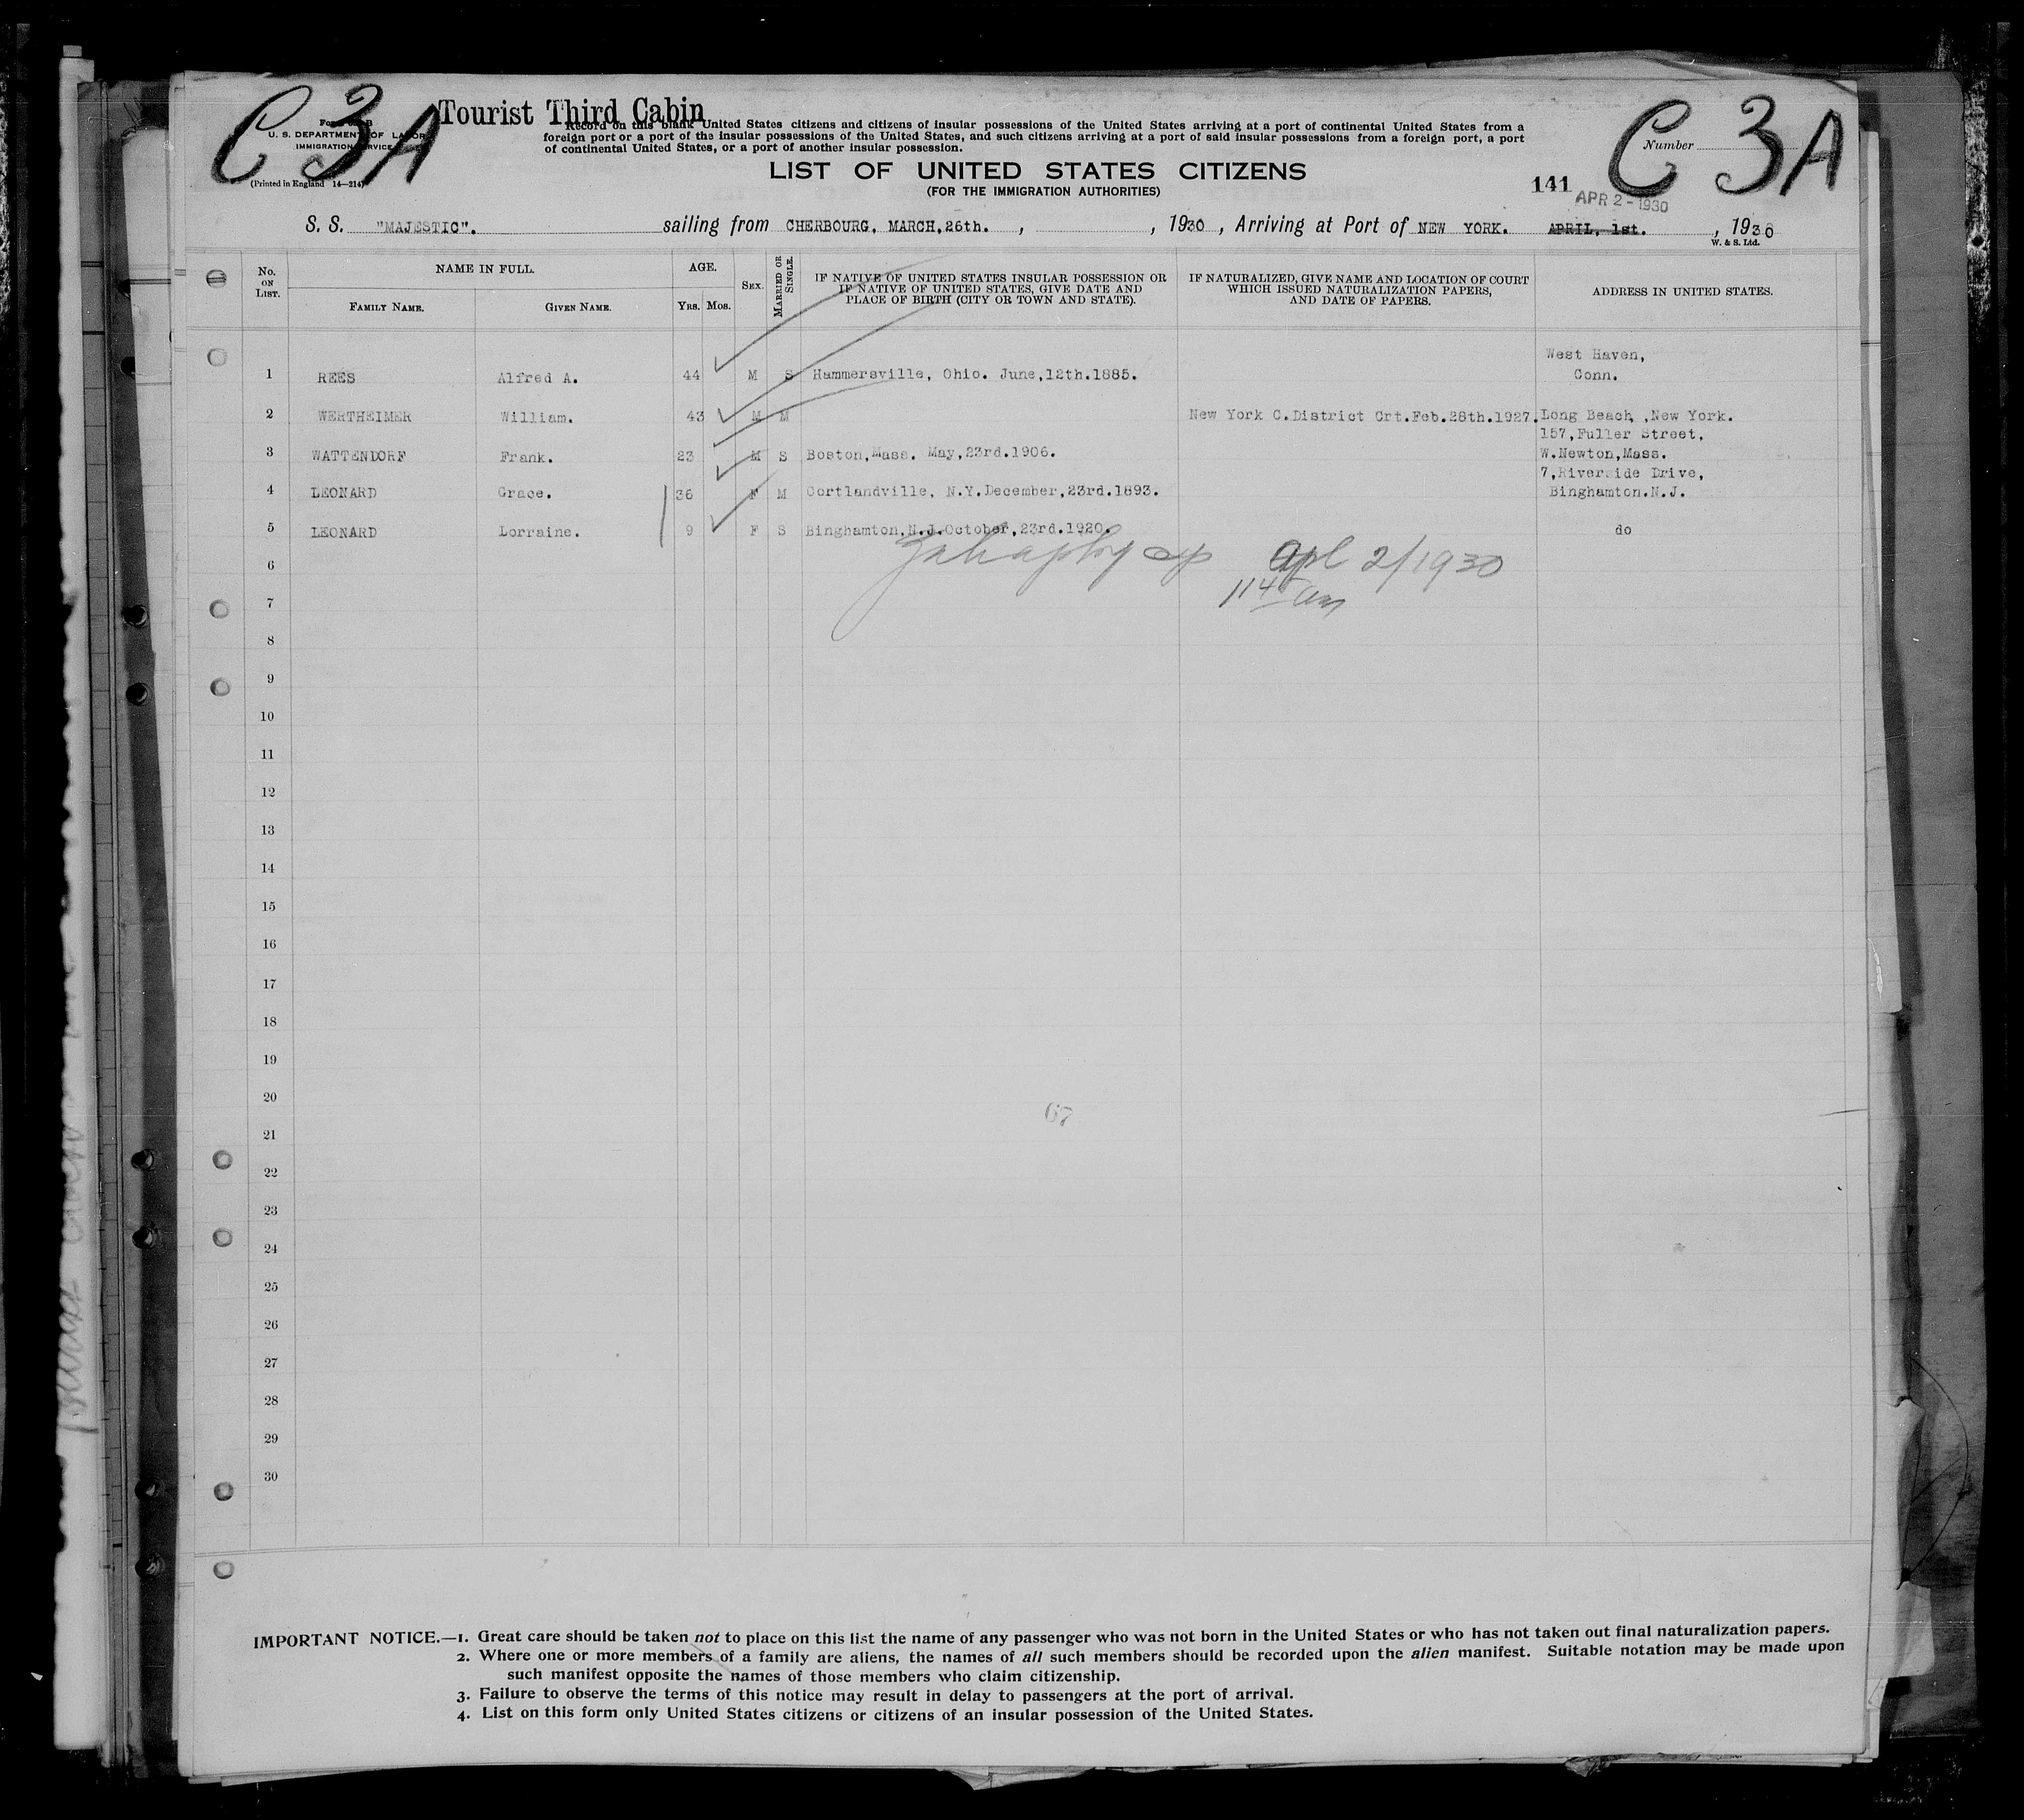 C 3 A
Tourist Third Cabin
U. S. DEPARTMENT OF LABOR
IMMIGRATION SERVICE
(Printed in England 14—214)
Record on this blank United States citizens and citizens of insular possessions of the United States arriving at a port of continental United States from a
foreign port or a port of the insular possessions of the United States, and such citizens arriving at a port of said insular possessions from a foreign port, a port
of continental United States, or a port of another insular possession.
Number
C 3 A
LIST OF UNITED STATES CITIZENS
(FOR THE IMMIGRATION AUTHORITIES)
141
APR 2 - 1930
S. S. "MAJESTIC". sailing from CHERBOURG, MARCH,26th. , , 1930 , Arriving at Port of NEW YORK. APRIL, 1st. , 1930
W. & S. Ltd.
No. ON LIST.
NAME IN FULL.
FAMILY NAME.
GIVEN NAME.
AGE.
YRS. MOS.
SEX.
MARRIED OR SINGLE.
IF NATIVE OF UNITED STATES INSULAR POSSESSION OR
IF NATIVE OF UNITED STATES, GIVE DATE AND
PLACE OF BIRTH (CITY OR TOWN AND STATE).
IF NATURALIZED, GIVE NAME AND LOCATION OF COURT
WHICH ISSUED NATURALIZATION PAPERS,
AND DATE OF PAPERS.
ADDRESS IN UNITED STATES.
West Haven,
1 REES Alfred A. 44 M S Hammersville, Ohio. June,12th.1885. Conn.
2 WERTHEIMER William. 43 M M New York C.District Crt.Feb.28th.1927. Long Beach, ,New York.
157,Fuller Street,
3 WATTENDORF Frank. 23 M S Boston,Mass. May,23rd.1906. W.Newton,Mass.
7,Riverside Drive,
4 LEONARD Grace. 36 F M Cortlandville, N.Y.December,23rd.1893. Binghamton.N.J.
5 LEONARD Lorraine. 9 F S Binghamton,N.J.October,23rd.1920. do
Apl 2/1930
6
1145 am
7
8
9
10
11
12
13
14
15
16
17
18
19
20
67
21
22
23
24
25
26
27
28
29
30
IMPORTANT NOTICE.—1. Great care should be taken not to place on this list the name of any passenger who was not born in the United States or who has not taken out final naturalization papers.
2. Where one or more members of a family are aliens, the names of all such members should be recorded upon the alien manifest. Suitable notation may be made upon
such manifest opposite the names of those members who claim citizenship.
3. Failure to observe the terms of this notice may result in delay to passengers at the port of arrival.
4. List on this form only United States citizens or citizens of an insular possession of the United States.